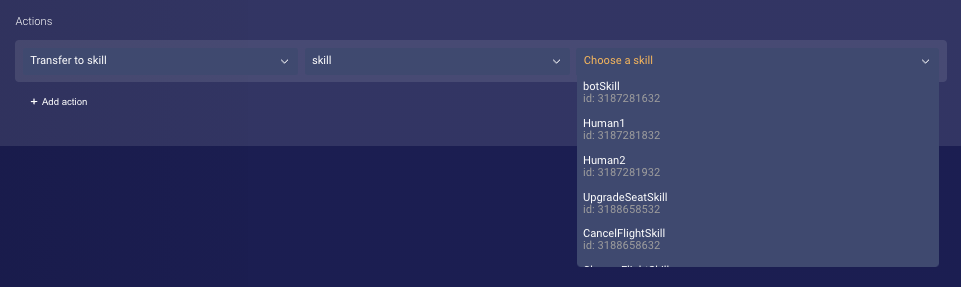 Actions
Transfer to skill
skill
Choose a skill
botSkill
id: 3187281632
+ Add action
Human1
id: 3187281832
Human2
id: 3187281932
UpgradeSeatSkill
id: 3188658532
CancelFlightSkill
id: 3188658632